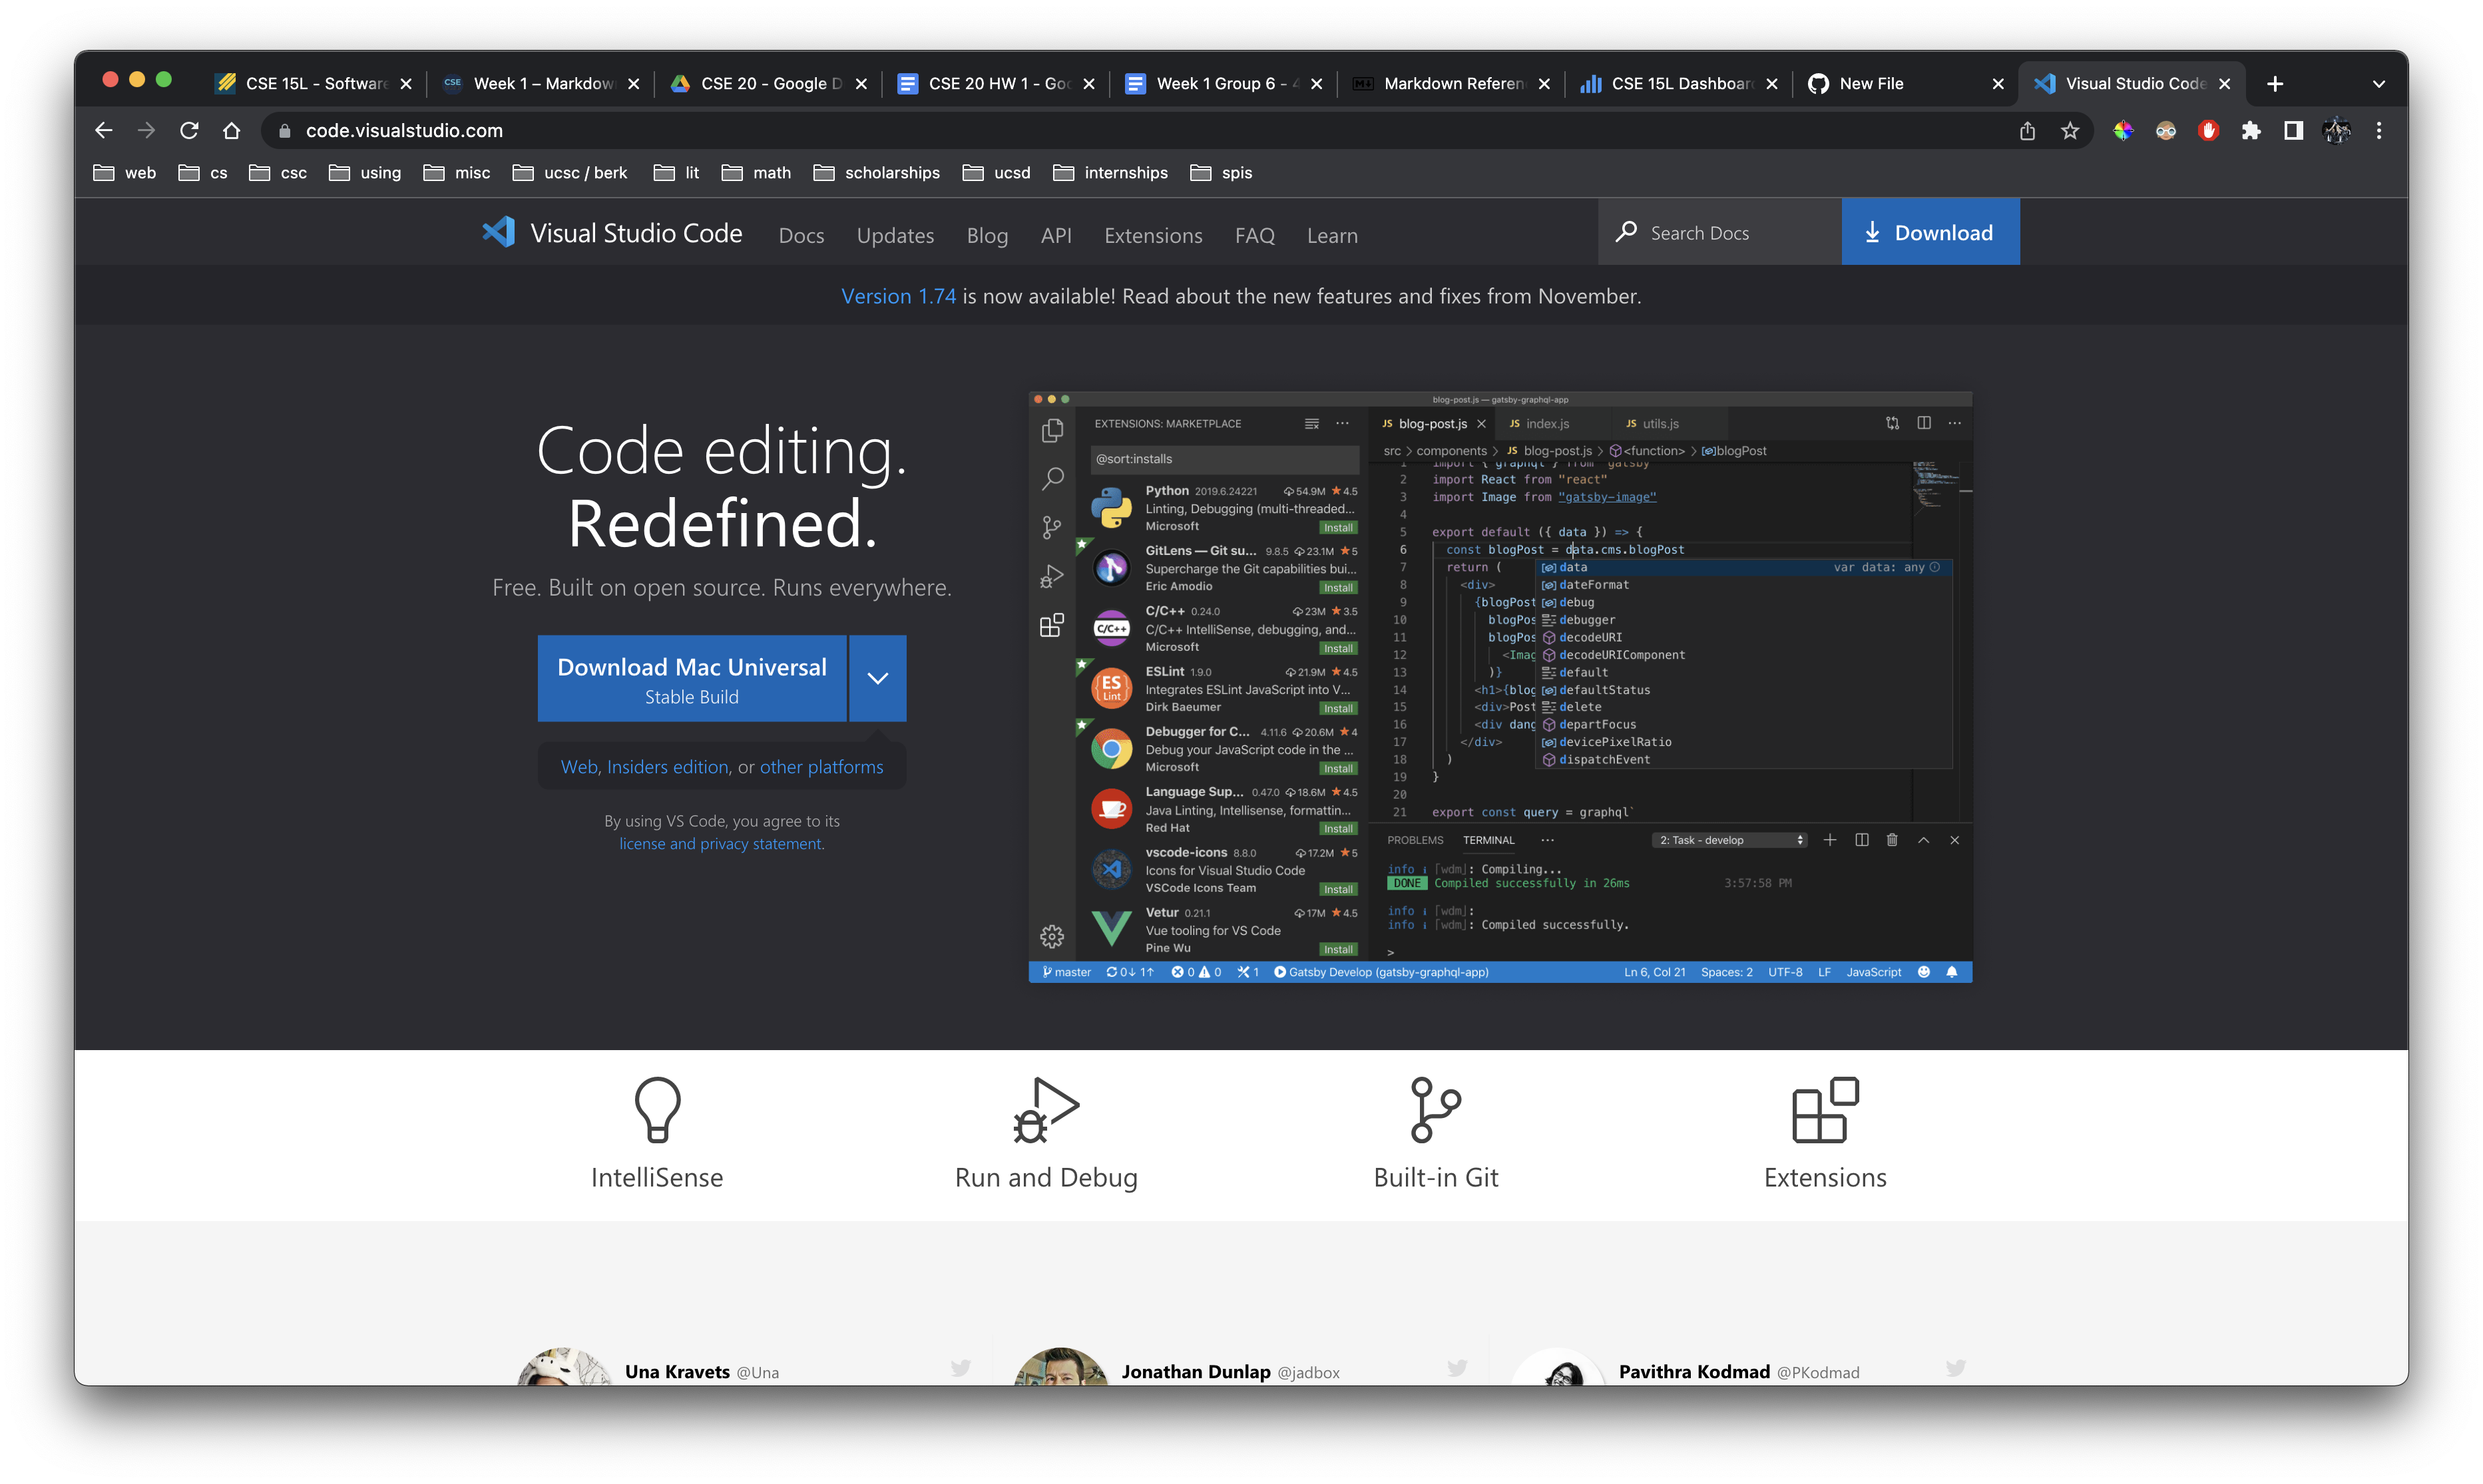 CSE 15L - Software
Week 1 – Markdown
CSE 20 - Google D
CSE 20 HW 1 - Goo
Week 1 Group 6 - 4
Markdown Referen
CSE 15L Dashboar
New File
Visual Studio Code
code.visualstudio.com
web cs csc using misc ucsc / berk lit math scholarships ucsd internships spis
Visual Studio Code Docs Updates Blog API Extensions FAQ Learn Search Docs Download
Version 1.74 is now available! Read about the new features and fixes from November.
Code editing.
Redefined.
Free. Built on open source. Runs everywhere.
Download Mac Universal
Stable Build
Web, Insiders edition, or other platforms
By using VS Code, you agree to its
license and privacy statement.
blog-post.js — gatsby-graphql-app
EXTENSIONS: MARKETPLACE
@sort:installs
Python 2019.6.24221 54.9M 4.5
Linting, Debugging (multi-threaded...
Microsoft Install
GitLens — Git su... 9.8.5 23.1M 5
Supercharge the Git capabilities bui...
Eric Amodio Install
C/C++
C/C++ 0.24.0 23M 3.5
C/C++ IntelliSense, debugging, and...
Microsoft Install
ES
Lint
ESLint 1.9.0 21.9M 4.5
Integrates ESLint JavaScript into V...
Dirk Baeumer Install
Debugger for C... 4.11.6 20.6M 4
Debug your JavaScript code in the ...
Microsoft Install
Language Sup... 0.47.0 18.6M 4.5
Java Linting, Intellisense, formattin...
Red Hat Install
vscode-icons 8.8.0 17.2M 5
Icons for Visual Studio Code
VSCode Icons Team Install
Vetur 0.21.1 17M 4.5
Vue tooling for VS Code
Pine Wu Install
JS blog-post.js JS index.js JS utils.js
src > components > JS blog-post.js > <function> > blogPost
1 import { graphql } from "gatsby"
2 import React from "react"
3 import Image from "gatsby-image"
4
5 export default ({ data }) => {
6 const blogPost = data.cms.blogPost
7 return (
8 <div>
9 {blogPost
10 blogPos
11 blogPos
12 <Imag
13 )}
14 <h1>{blog
15 <div>Post
16 <div dang
17 </div>
18 )
19 }
20
21 export const query = graphql`
data var data: any
dateFormat
debug
debugger
decodeURI
decodeURIComponent
default
defaultStatus
delete
departFocus
devicePixelRatio
dispatchEvent
PROBLEMS TERMINAL ··· 2: Task - develop
info ｢wdm｣: Compiling...
DONE Compiled successfully in 26ms 3:57:58 PM
info ｢wdm｣:
info ｢wdm｣: Compiled successfully.
>
master 0↓ 1↑ 0 0 1 Gatsby Develop (gatsby-graphql-app) Ln 6, Col 21 Spaces: 2 UTF-8 LF JavaScript
IntelliSense
Run and Debug
Built-in Git
Extensions
Una Kravets @Una
Jonathan Dunlap @jadbox
Pavithra Kodmad @PKodmad